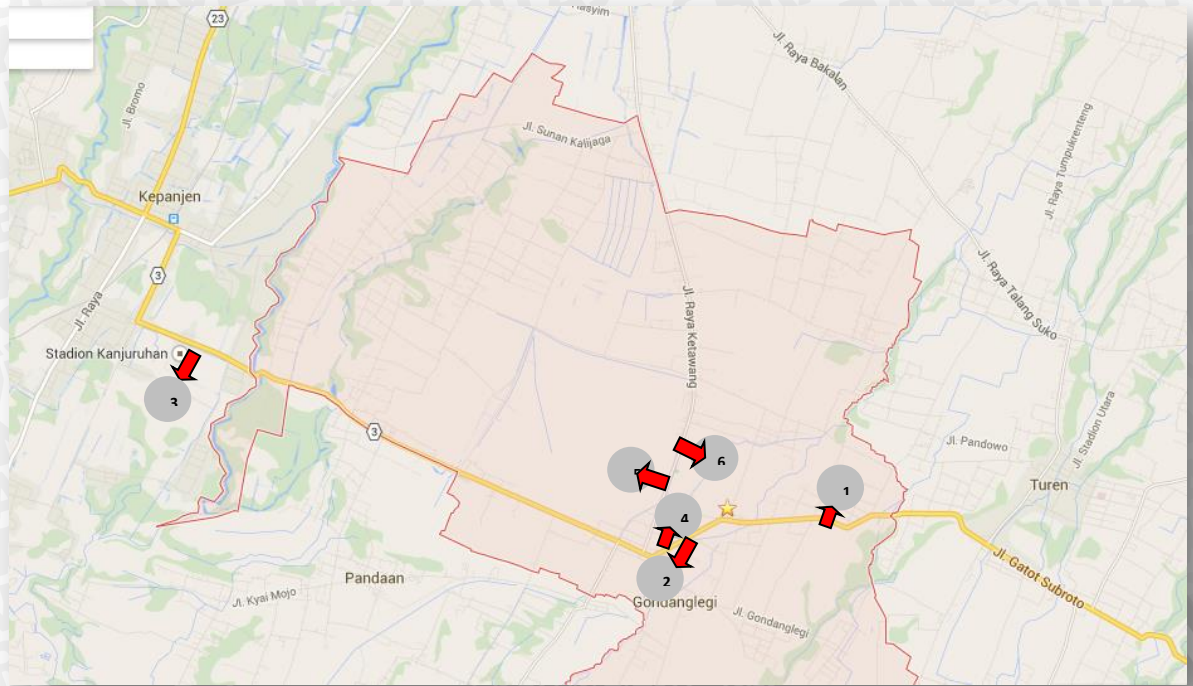 23
Jl. Raya Bakalan
Jl. Bromo
Jl. Sunan Kalijaga
Jl. Raya Tumpukrenteng
Kepanjen
3
Jl. Raya
Jl. Raya Talang Suko
Jl. Raya Ketawang
Stadion Kanjuruhan
3
3
Jl. Stadion Utara
Jl. Pandowo
6
Turen
1
4
Jl. Gatot Subroto
2
Pandaan
Jl. Kyai Mojo
Gondanglegi
Jl. Gondanglegi